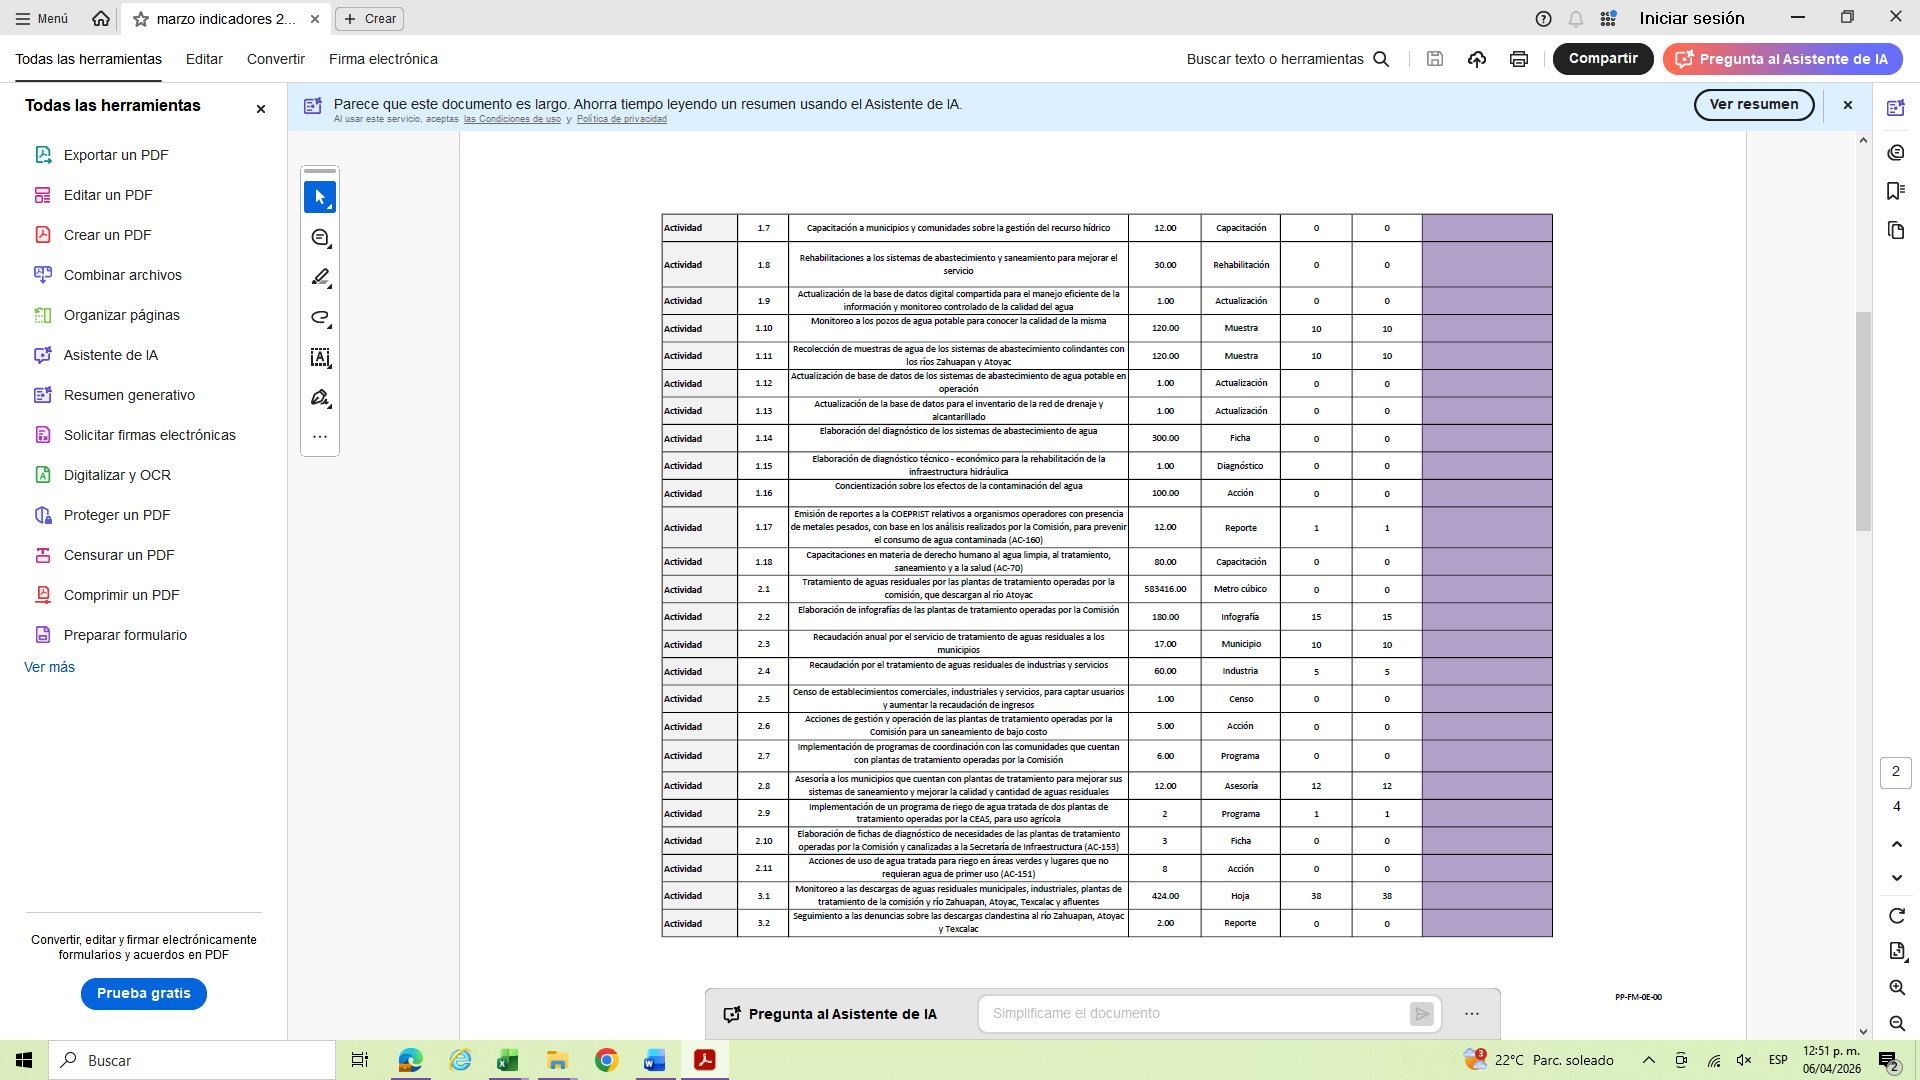 Menú
marzo indicadores 2...
Crear
Iniciar sesión
Todas las herramientas
Editar
Convertir
Firma electrónica
Buscar texto o herramientas
Compartir
Pregunta al Asistente de IA
Todas las herramientas
Parece que este documento es largo. Ahorra tiempo leyendo un resumen usando el Asistente de IA.
Al usar este servicio, aceptas las Condiciones de uso y Política de privacidad
Ver resumen
Exportar un PDF
Editar un PDF
Crear un PDF
Combinar archivos
Organizar páginas
Asistente de IA
Resumen generativo
Solicitar firmas electrónicas
Digitalizar y OCR
Proteger un PDF
Censurar un PDF
Comprimir un PDF
Preparar formulario
Ver más
Convertir, editar y firmar electrónicamente
formularios y acuerdos en PDF
Prueba gratis
Actividad 1.7 Capacitación a municipios y comunidades sobre la gestión del recurso hídrico 12.00 Capacitación 0 0
Actividad 1.8 Rehabilitaciones a los sistemas de abastecimiento y saneamiento para mejorar el
servicio 30.00 Rehabilitación 0 0
Actividad 1.9 Actualización de la base de datos digital compartida para el manejo eficiente de la
información y monitoreo controlado de la calidad del agua 1.00 Actualización 0 0
Actividad 1.10 Monitoreo a los pozos de agua potable para conocer la calidad de la misma 120.00 Muestra 10 10
Actividad 1.11 Recolección de muestras de agua de los sistemas de abastecimiento colindantes con
los ríos Zahuapan y Atoyac 120.00 Muestra 10 10
Actividad 1.12 Actualización de base de datos de los sistemas de abastecimiento de agua potable en
operación 1.00 Actualización 0 0
Actividad 1.13 Actualización de la base de datos para el inventario de la red de drenaje y
alcantarillado 1.00 Actualización 0 0
Actividad 1.14 Elaboración del diagnóstico de los sistemas de abastecimiento de agua 300.00 Ficha 0 0
Actividad 1.15 Elaboración de diagnóstico técnico - económico para la rehabilitación de la
infraestructura hidráulica 1.00 Diagnóstico 0 0
Actividad 1.16 Concientización sobre los efectos de la contaminación del agua 100.00 Acción 0 0
Actividad 1.17 Emisión de reportes a la COEPRIST relativos a organismos operadores con presencia
de metales pesados, con base en los análisis realizados por la Comisión, para prevenir
el consumo de agua contaminada (AC-160) 12.00 Reporte 1 1
Actividad 1.18 Capacitaciones en materia de derecho humano al agua limpia, al tratamiento,
saneamiento y a la salud (AC-70) 80.00 Capacitación 0 0
Actividad 2.1 Tratamiento de aguas residuales por las plantas de tratamiento operadas por la
comisión, que descargan al río Atoyac 583416.00 Metro cúbico 0 0
Actividad 2.2 Elaboración de infografías de las plantas de tratamiento operadas por la Comisión 180.00 Infografía 15 15
Actividad 2.3 Recaudación anual por el servicio de tratamiento de aguas residuales a los
municipios 17.00 Municipio 10 10
Actividad 2.4 Recaudación por el tratamiento de aguas residuales de industrias y servicios 60.00 Industria 5 5
Actividad 2.5 Censo de establecimientos comerciales, industriales y servicios, para captar usuarios
y aumentar la recaudación de ingresos 1.00 Censo 0 0
Actividad 2.6 Acciones de gestión y operación de las plantas de tratamiento operadas por la
Comisión para un saneamiento de bajo costo 5.00 Acción 0 0
Actividad 2.7 Implementación de programas de coordinación con las comunidades que cuentan
con plantas de tratamiento operadas por la Comisión 6.00 Programa 0 0
Actividad 2.8 Asesoría a los municipios que cuentan con plantas de tratamiento para mejorar sus
sistemas de saneamiento y mejorar la calidad y cantidad de aguas residuales 12.00 Asesoría 12 12
Actividad 2.9 Implementación de un programa de riego de agua tratada de dos plantas de
tratamiento operadas por la CEAS, para uso agrícola 2 Programa 1 1
Actividad 2.10 Elaboración de fichas de diagnóstico de necesidades de las plantas de tratamiento
operadas por la Comisión y canalizadas a la Secretaría de Infraestructura (AC-153) 3 Ficha 0 0
Actividad 2.11 Acciones de uso de agua tratada para riego en áreas verdes y lugares que no
requieran agua de primer uso (AC-151) 8 Acción 0 0
Actividad 3.1 Monitoreo a las descargas de aguas residuales municipales, industriales, plantas de
tratamiento de la comisión y río Zahuapan, Atoyac, Texcalac y afluentes 424.00 Hoja 38 38
Actividad 3.2 Seguimiento a las denuncias sobre las descargas clandestina al río Zahuapan, Atoyac
y Texcalac 2.00 Reporte 0 0
2
4
PP-FM-0E-00
Pregunta al Asistente de IA
Simplificame el documento
Buscar
3
22°C Parc. soleado
ESP
12:51 p. m.
06/04/2026
2